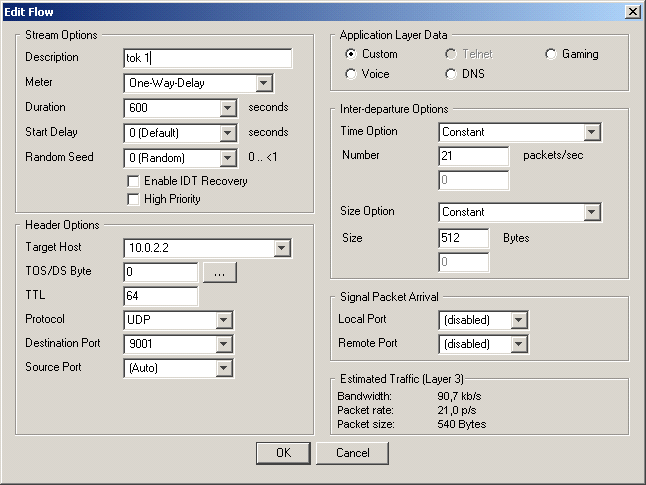 Edit Flow
Stream Options
Description tok 1
Meter One-Way-Delay
Duration 600 seconds
Start Delay 0 (Default) seconds
Random Seed 0 (Random) 0 .. <1
Enable IDT Recovery
High Priority
Header Options
Target Host 10.0.2.2
TOS/DS Byte 0 ...
TTL 64
Protocol UDP
Destination Port 9001
Source Port (Auto)
Application Layer Data
Custom Telnet Gaming
Voice DNS
Inter-departure Options
Time Option Constant
Number 21 packets/sec
0
Size Option Constant
Size 512 Bytes
0
Signal Packet Arrival
Local Port (disabled)
Remote Port (disabled)
Estimated Traffic (Layer 3)
Bandwidth: 90,7 kb/s
Packet rate: 21,0 p/s
Packet size: 540 Bytes
OK Cancel